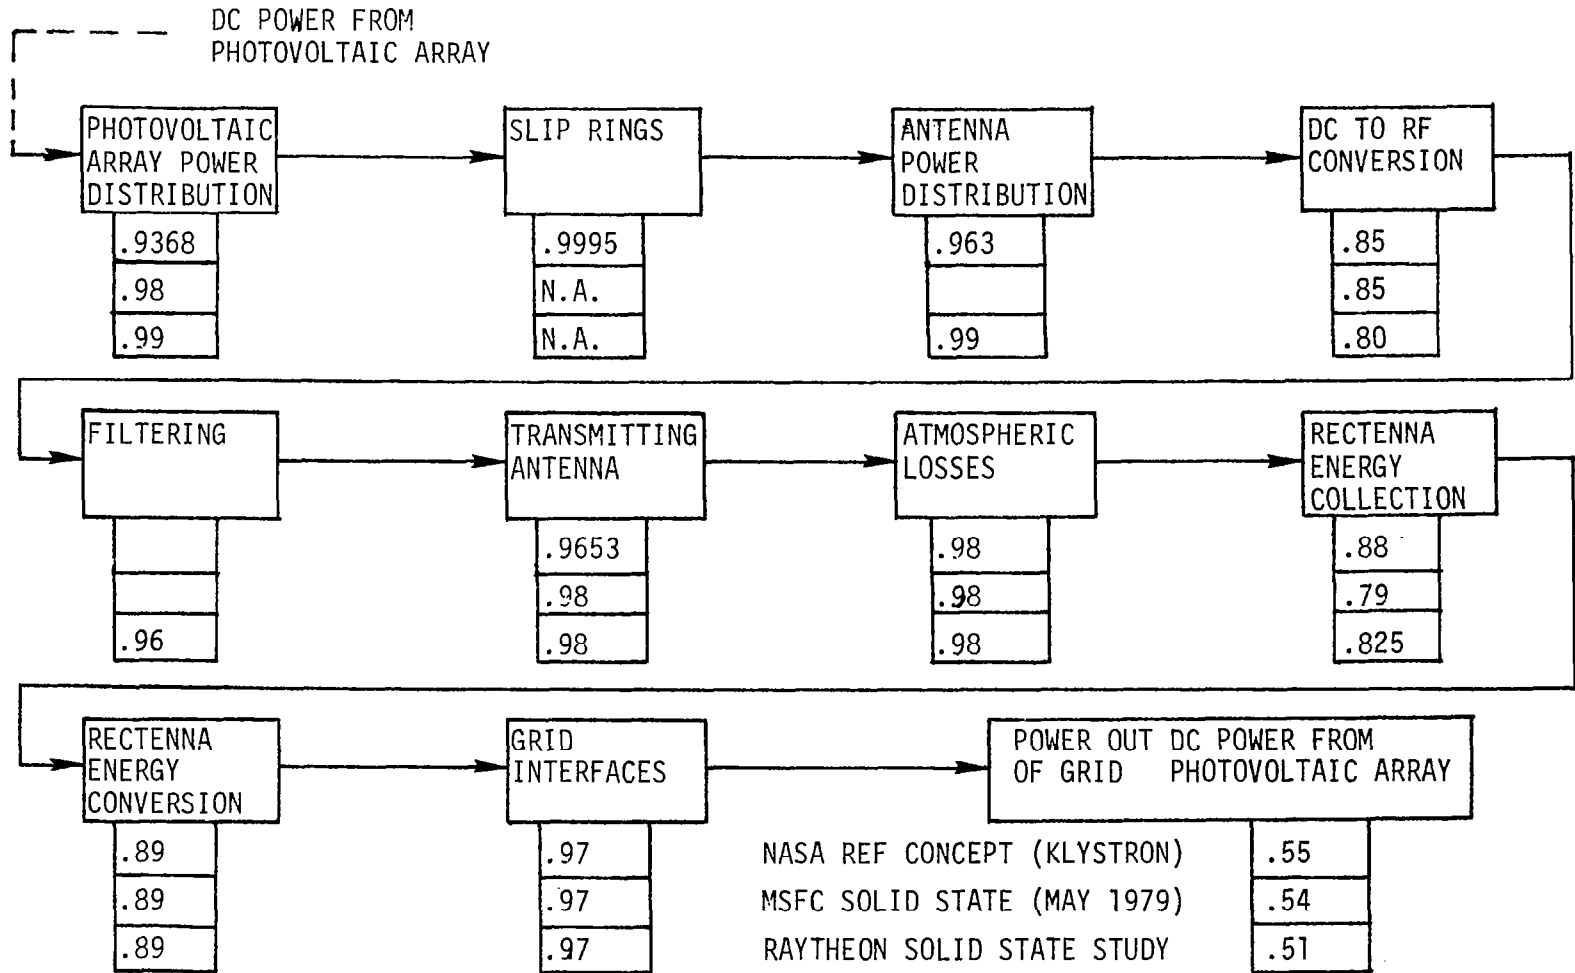 DC POWER FROM
PHOTOVOLTAIC ARRAY
PHOTOVOLTAIC
ARRAY POWER
DISTRIBUTION
.9368
.98
.99
SLIP RINGS
.9995
N.A.
N.A.
ANTENNA
POWER
DISTRIBUTION
.963
.99
DC TO RF
CONVERSION
.85
.85
.80
FILTERING
.96
TRANSMITTING
ANTENNA
.9653
.98
.98
ATMOSPHERIC
LOSSES
.98
.98
.98
RECTENNA
ENERGY
COLLECTION
.88
.79
.825
RECTENNA
ENERGY
CONVERSION
.89
.89
.89
GRID
INTERFACES
.97
.97
.97
POWER OUT DC POWER FROM
OF GRID PHOTOVOLTAIC ARRAY
NASA REF CONCEPT (KLYSTRON) .55
MSFC SOLID STATE (MAY 1979) .54
RAYTHEON SOLID STATE STUDY .51